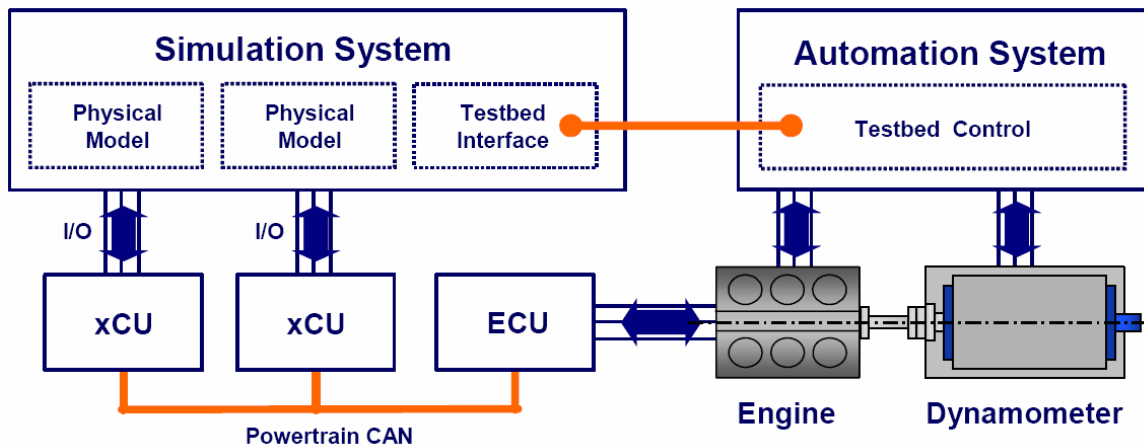 Simulation System
Physical
Model
Physical
Model
Testbed
Interface
Automation System
Testbed Control
I/O
I/O
xCU
xCU
ECU
Powertrain CAN
Engine
Dynamometer